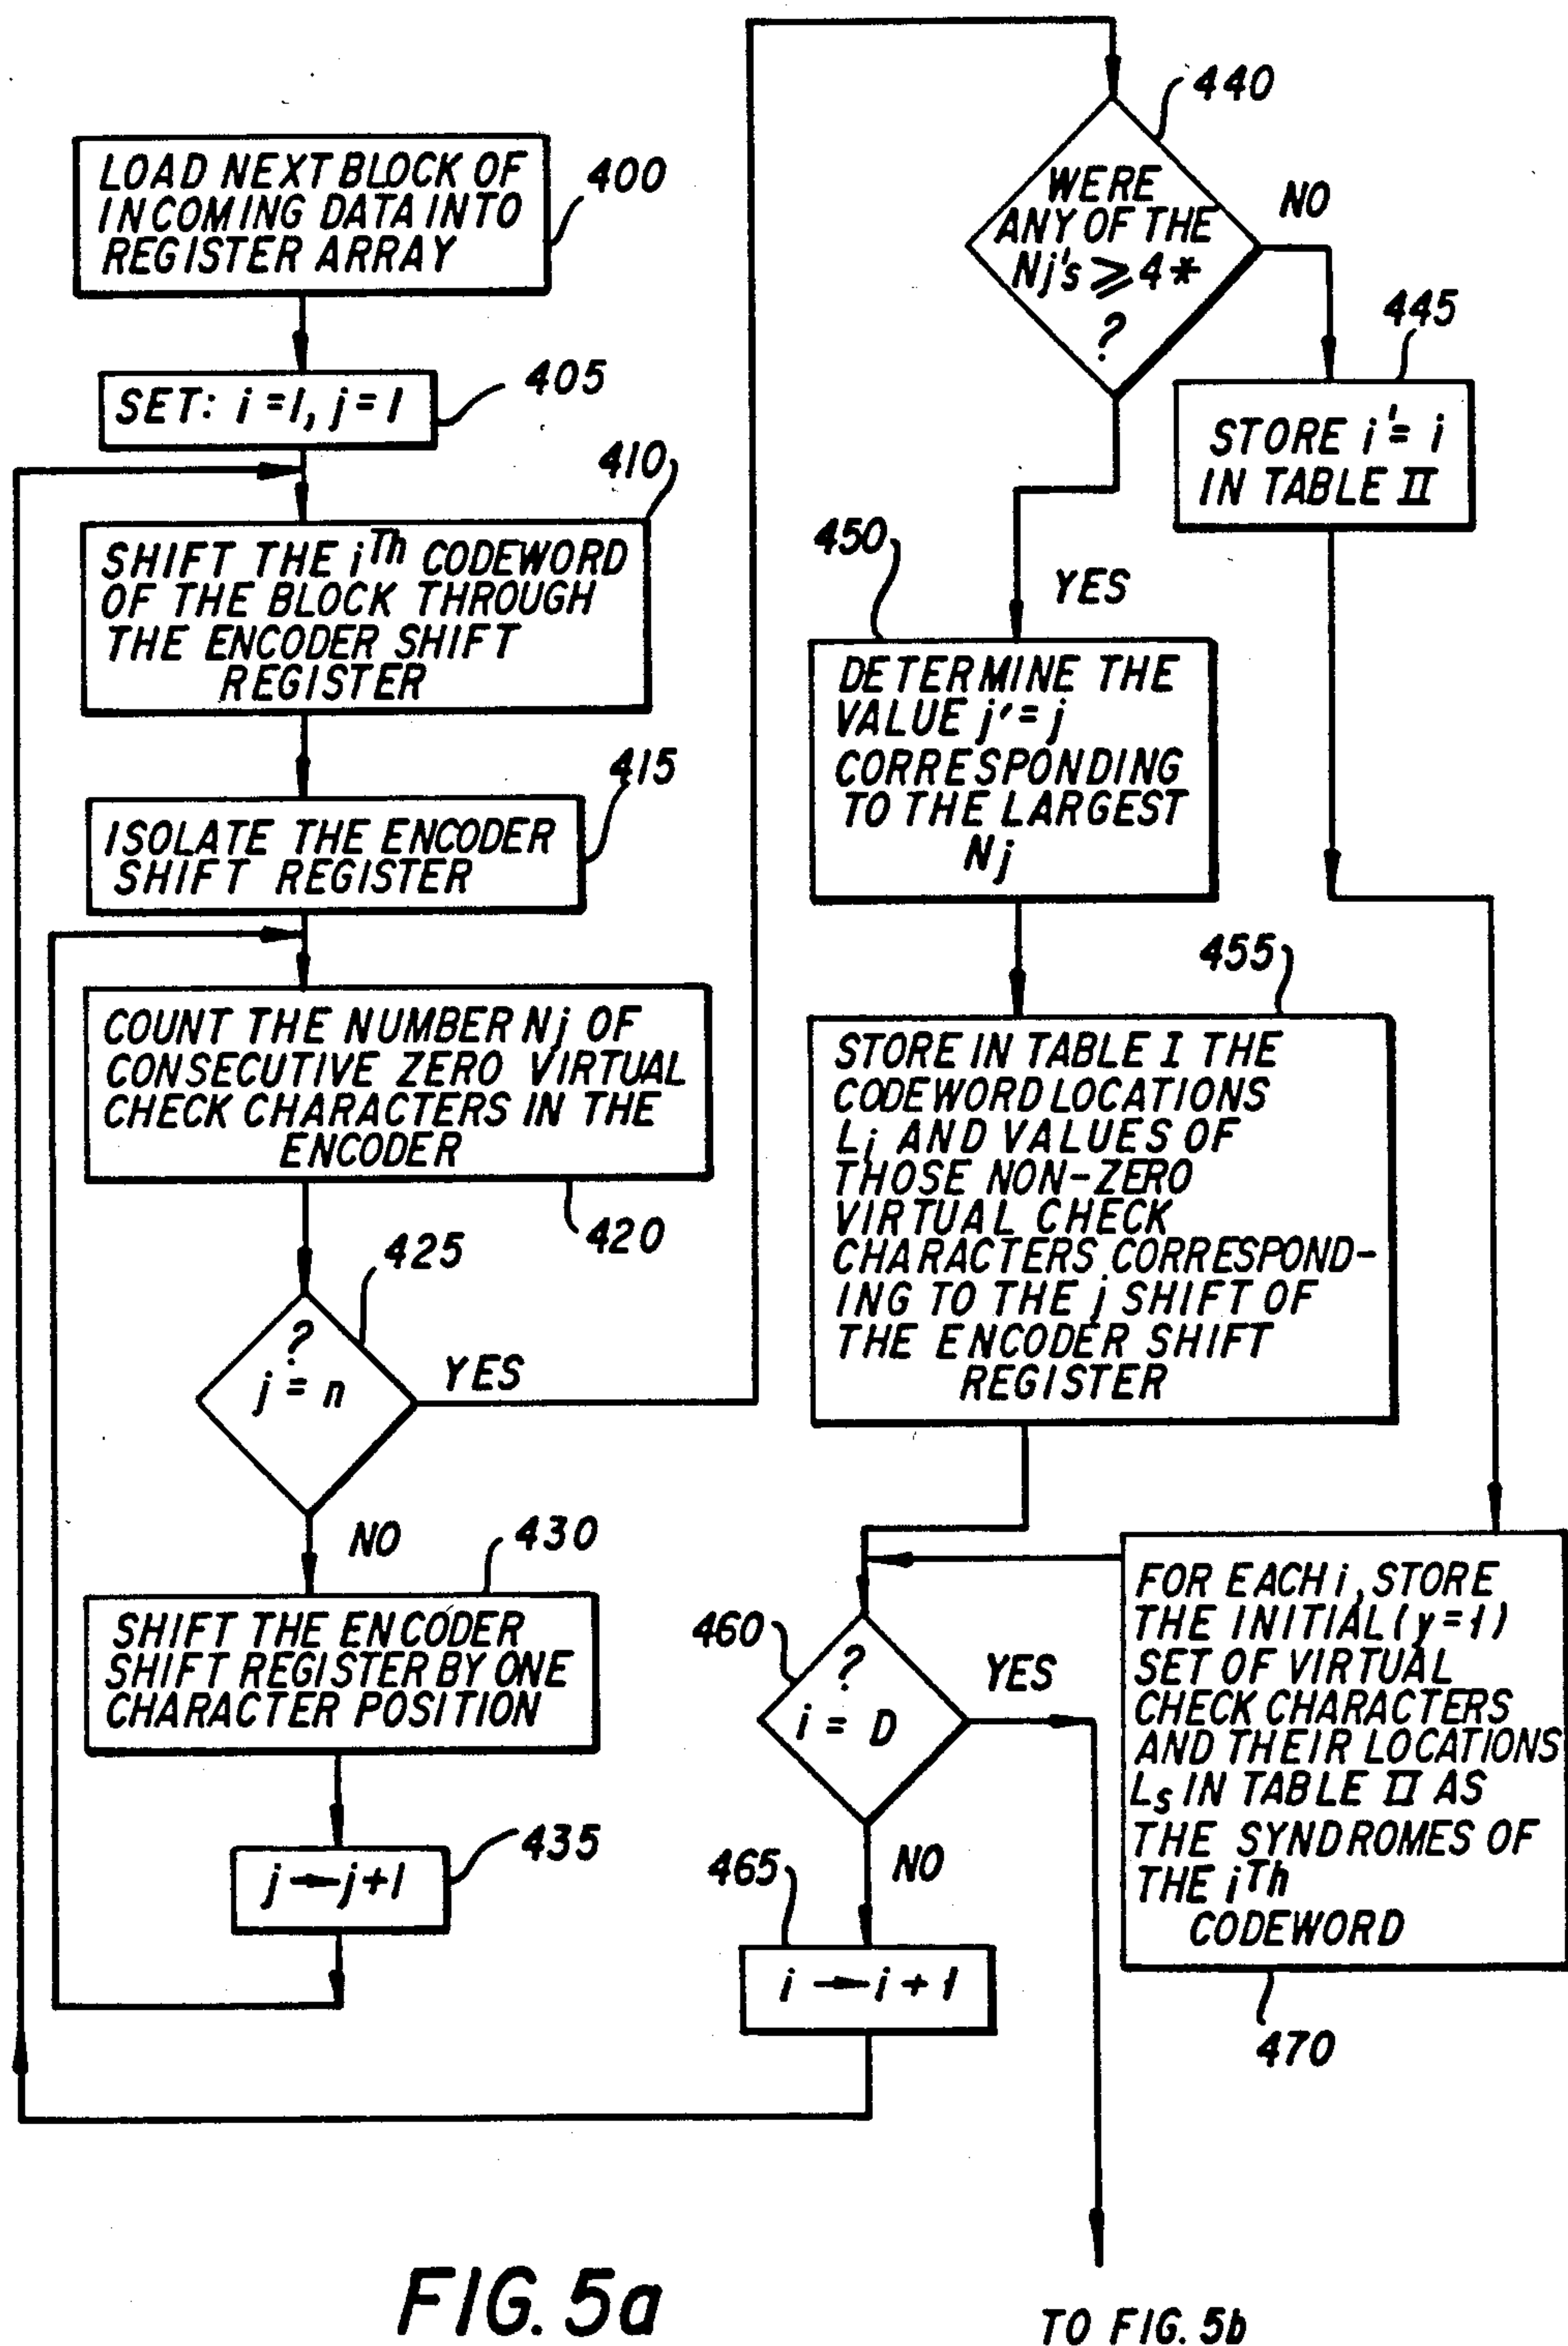 LOAD NEXT BLOCK OF
INCOMING DATA INTO
REGISTER ARRAY
400
SET: i = 1, j = 1
405
410
SHIFT THE iTh CODEWORD
OF THE BLOCK THROUGH
THE ENCODER SHIFT
REGISTER
415
ISOLATE THE ENCODER
SHIFT REGISTER
COUNT THE NUMBER Nj OF
CONSECUTIVE ZERO VIRTUAL
CHECK CHARACTERS IN THE
ENCODER
420
425
?
j = n
YES
NO
430
SHIFT THE ENCODER
SHIFT REGISTER BY ONE
CHARACTER POSITION
435
j → j+1
440
WERE
ANY OF THE
Nj's ≥ 4*
?
NO
445
STORE i' = i
IN TABLE II
YES
450
DETERMINE THE
VALUE j' = j
CORRESPONDING
TO THE LARGEST
Nj
455
STORE IN TABLE I THE
CODEWORD LOCATIONS
Li AND VALUES OF
THOSE NON-ZERO
VIRTUAL CHECK
CHARACTERS CORRESPOND-
ING TO THE j SHIFT OF
THE ENCODER SHIFT
REGISTER
460
?
i = D
YES
NO
465
i → i + 1
FOR EACH i, STORE
THE INITIAL (y=1)
SET OF VIRTUAL
CHECK CHARACTERS
AND THEIR LOCATIONS
Ls IN TABLE II AS
THE SYNDROMES OF
THE iTh
CODEWORD
470
FIG. 5a
TO FIG. 5b